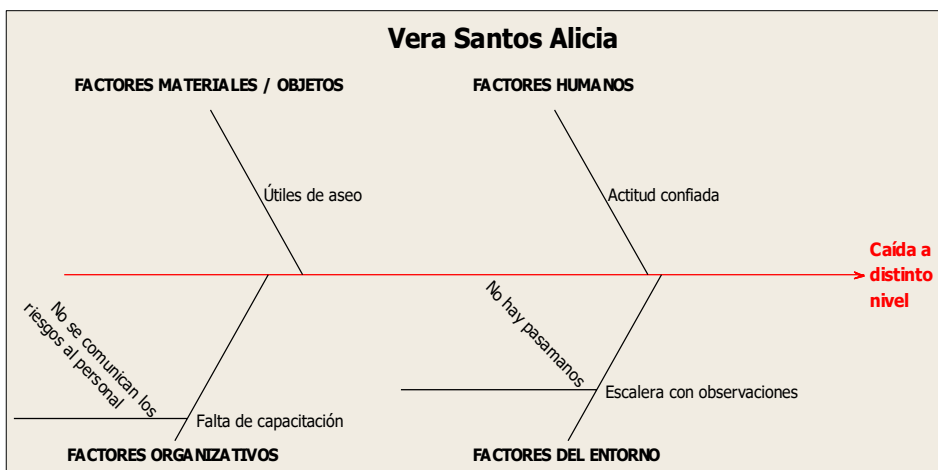 Vera Santos Alicia
FACTORES MATERIALES / OBJETOS
FACTORES HUMANOS
Útiles de aseo
Actitud confiada
Caída a
distinto
nivel
No se comunican los
riesgos al personal
No hay pasamanos
Falta de capacitación
Escalera con observaciones
FACTORES ORGANIZATIVOS
FACTORES DEL ENTORNO